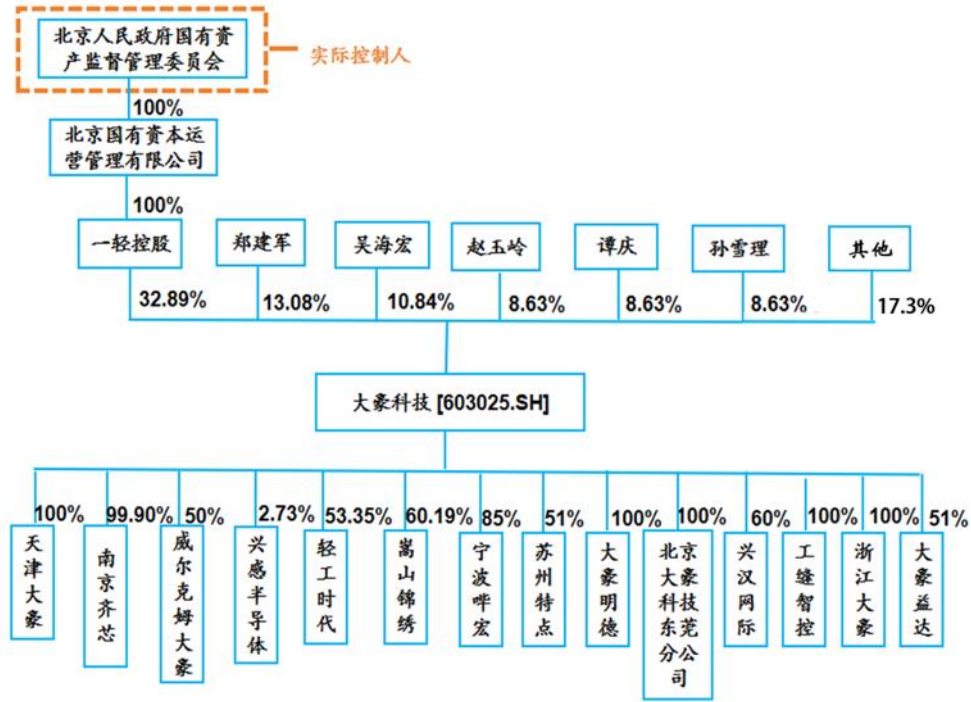 北京人民政府国有资
产监督管理委员会
实际控制人
100%
北京国有资本运
营管理有限公司
100%
一轻控股
郑建军
吴海宏
赵玉岭
谭庆
孙雪理
其他
32.89%
13.08%
10.84%
8.63%
8.63%
8.63%
17.3%
大豪科技 [603025.SH]
100%
99.90%
50%
2.73%
53.35%
60.19%
85%
51%
100%
100%
60%
100%
100%
51%
天津大豪
南京齐芯
威尔克姆大豪
兴感半导体
轻工时代
嵩山锦绣
宁波哔宏
苏州特点
大豪明德
北京
大豪
科技
东莞
分公
司
兴汉网际
工缝智控
浙江大豪
大豪益达